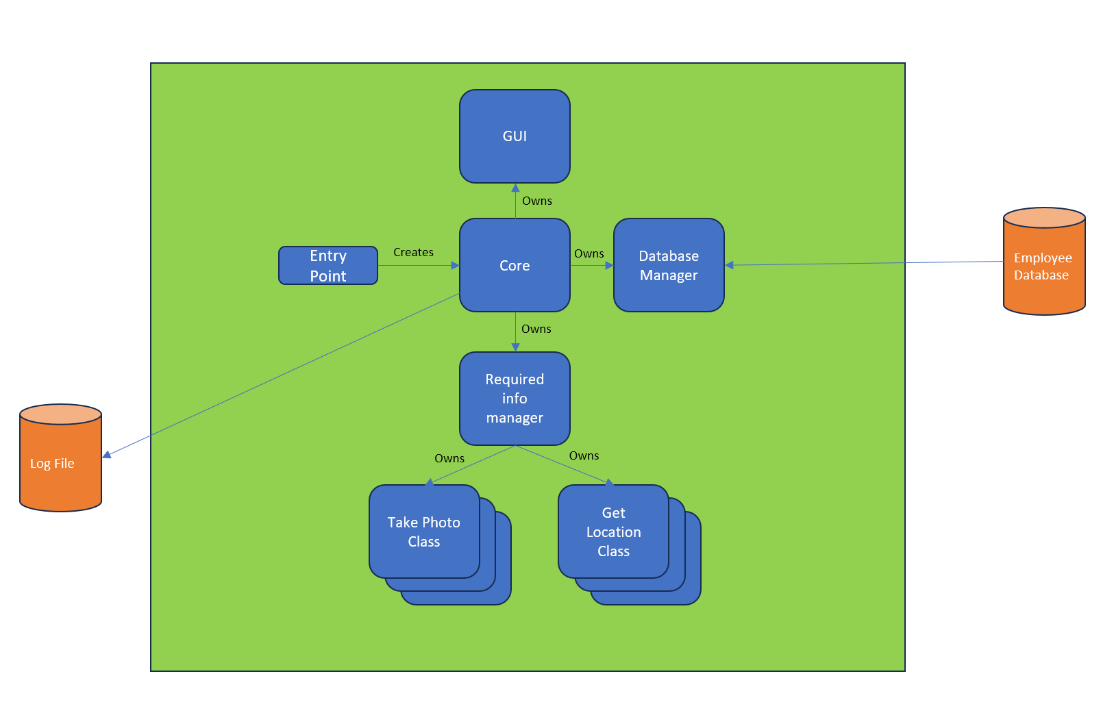 GUI
Owns
Entry
Point
Creates
Core
Owns
Database
Manager
Employee
Database
Owns
Required
info
manager
Log File
Owns
Owns
Take Photo
Class
Get
Location
Class